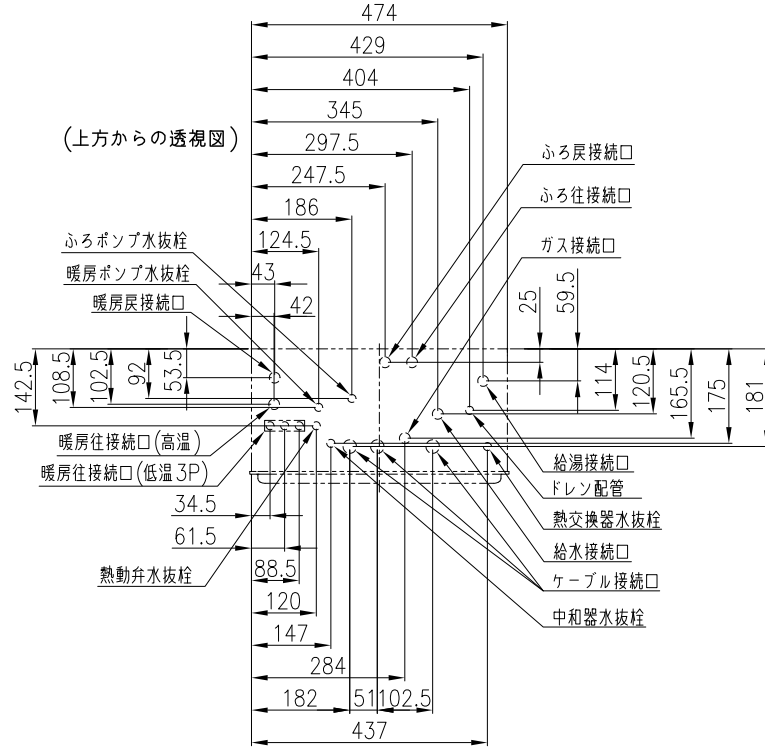 474
429
404
345
(上方からの透視図)
297.5
ふろ戻接続口
247.5
ふろ往接続口
186
ふろポンプ水抜栓
124.5
ガス接続口
暖房ポンプ水抜栓
43
暖房戻接続口
42
25
59.5
142.5
108.5
102.5
92
53.5
114
120.5
165.5
175
181
暖房往接続口(高温)
暖房往接続口(低温3P)
給湯接続口
ドレン配管
34.5
熱交換器水抜栓
61.5
給水接続口
熱動弁水抜栓
88.5
ケーブル接続口
120
中和器水抜栓
147
284
182
51
102.5
437